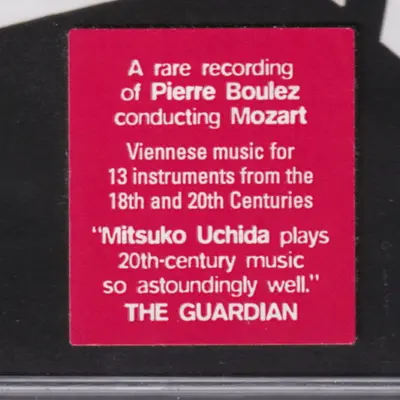 A rare recording
of Pierre Boulez
conducting Mozart
Viennese music for
13 instruments from the
18th and 20th Centuries
"Mitsuko Uchida plays
20th-century music
so astoundingly well."
THE GUARDIAN